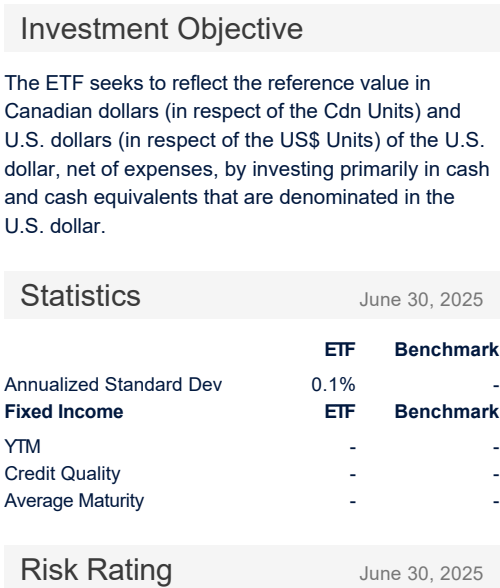 Investment Objective
The ETF seeks to reflect the reference value in
Canadian dollars (in respect of the Cdn Units) and
U.S. dollars (in respect of the US$ Units) of the U.S.
dollar, net of expenses, by investing primarily in cash
and cash equivalents that are denominated in the
U.S. dollar.
Statistics June 30, 2025
ETF Benchmark
Annualized Standard Dev 0.1% -
Fixed Income ETF Benchmark
YTM - -
Credit Quality - -
Average Maturity - -
Risk Rating June 30, 2025